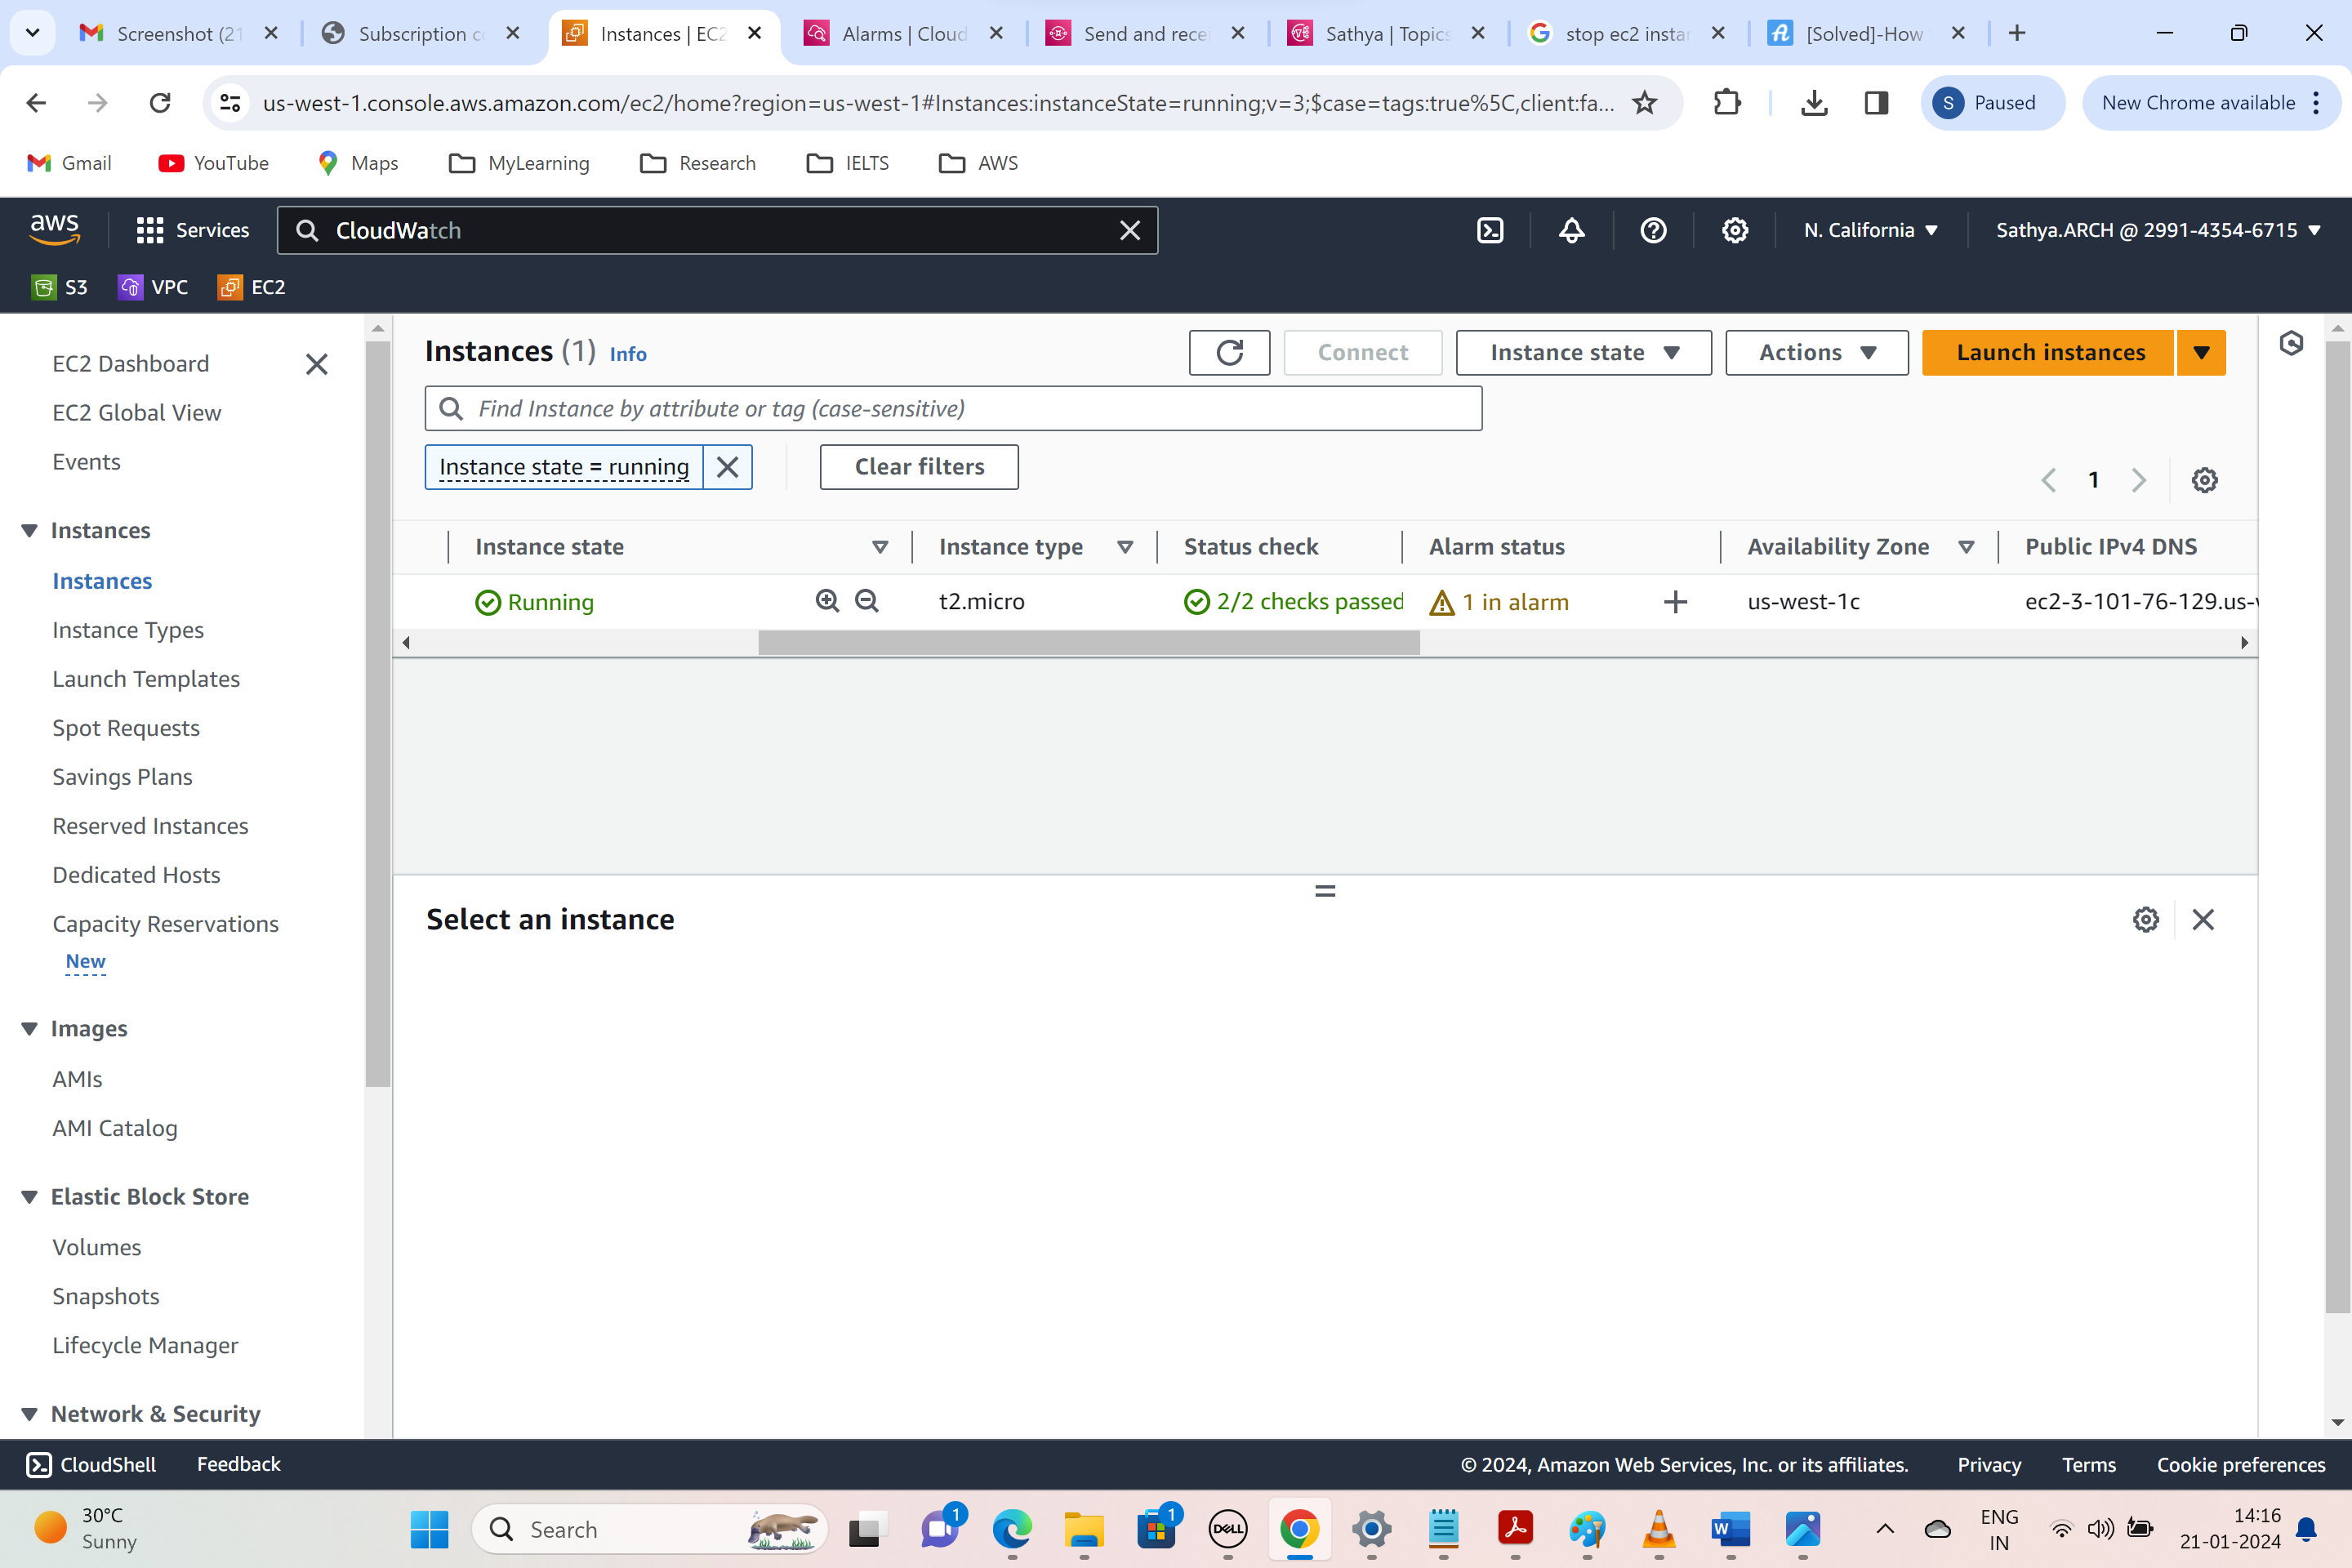 Screenshot (21
Subscription co
Instances | EC2
Alarms | Cloud
Send and recei
Sathya | Topics
stop ec2 instan
[Solved]-How
us-west-1.console.aws.amazon.com/ec2/home?region=us-west-1#Instances:instanceState=running;v=3;$case=tags:true%5C,client:fa...
S Paused
New Chrome available
Gmail
YouTube
Maps
MyLearning
Research
IELTS
AWS
aws
Services
CloudWatch
N. California
Sathya.ARCH @ 2991-4354-6715
S3
VPC
EC2
EC2 Dashboard
EC2 Global View
Events
Instances
Instances
Instance Types
Launch Templates
Spot Requests
Savings Plans
Reserved Instances
Dedicated Hosts
Capacity Reservations
New
Images
AMIs
AMI Catalog
Elastic Block Store
Volumes
Snapshots
Lifecycle Manager
Network & Security
Instances (1) Info
Connect
Instance state
Actions
Launch instances
Find Instance by attribute or tag (case-sensitive)
Instance state = running
Clear filters
1
Instance state
Instance type
Status check
Alarm status
Availability Zone
Public IPv4 DNS
Running
t2.micro
2/2 checks passed
1 in alarm
us-west-1c
ec2-3-101-76-129.us-
Select an instance
CloudShell
Feedback
© 2024, Amazon Web Services, Inc. or its affiliates.
Privacy
Terms
Cookie preferences
30°C
Sunny
Search
1
1
DELL
W
ENG
IN
14:16
21-01-2024